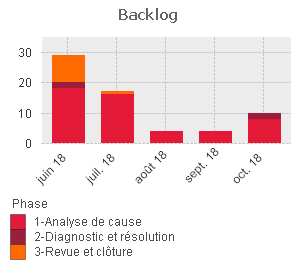 Backlog
30
20
10
0
juin 18
juil. 18
août 18
sept. 18
oct. 18
Phase
1-Analyse de cause
2-Diagnostic et résolution
3-Revue et clôture